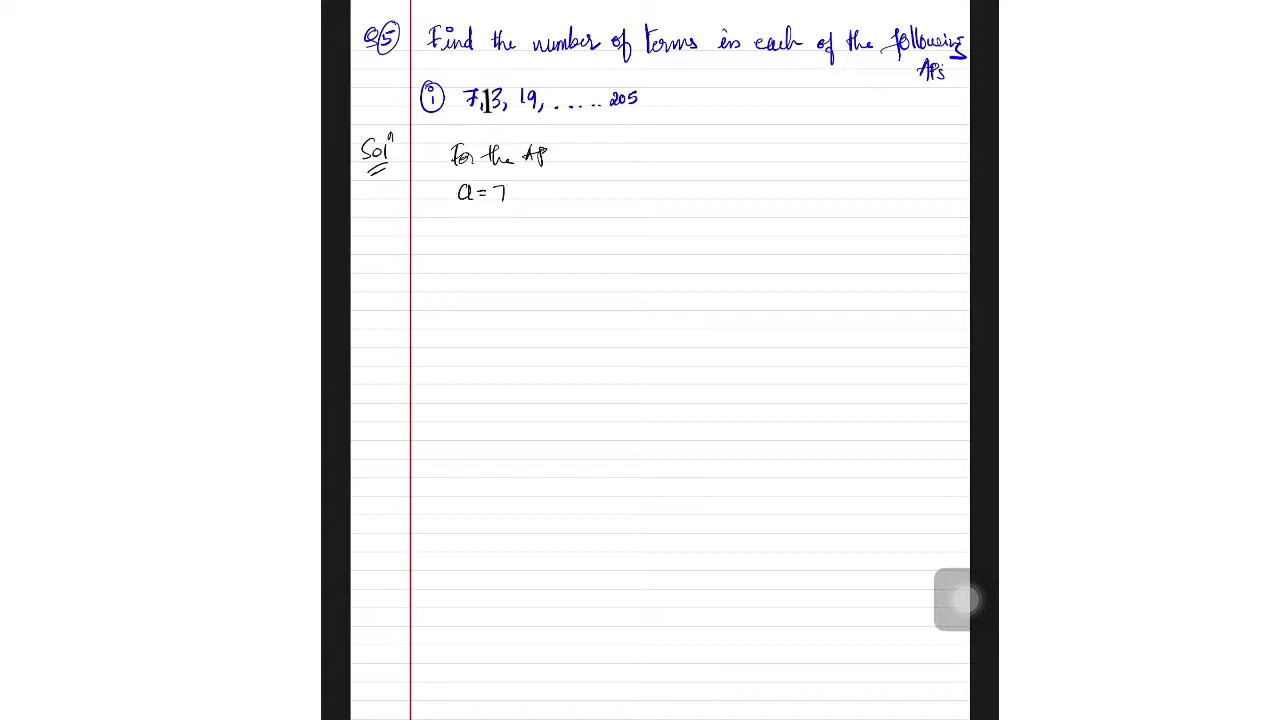 Q5 Find the number of terms in each of the following
APs
i 7, 13, 19, ...... 205
Solⁿ For the AP
a = 7